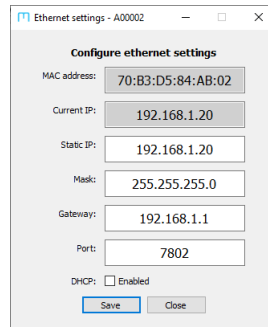 Ethernet settings - A00002
Configure ethernet settings
MAC address: 70:B3:D5:84:AB:02
Current IP: 192.168.1.20
Static IP: 192.168.1.20
Mask: 255.255.255.0
Gateway: 192.168.1.1
Port: 7802
DHCP: Enabled
Save Close